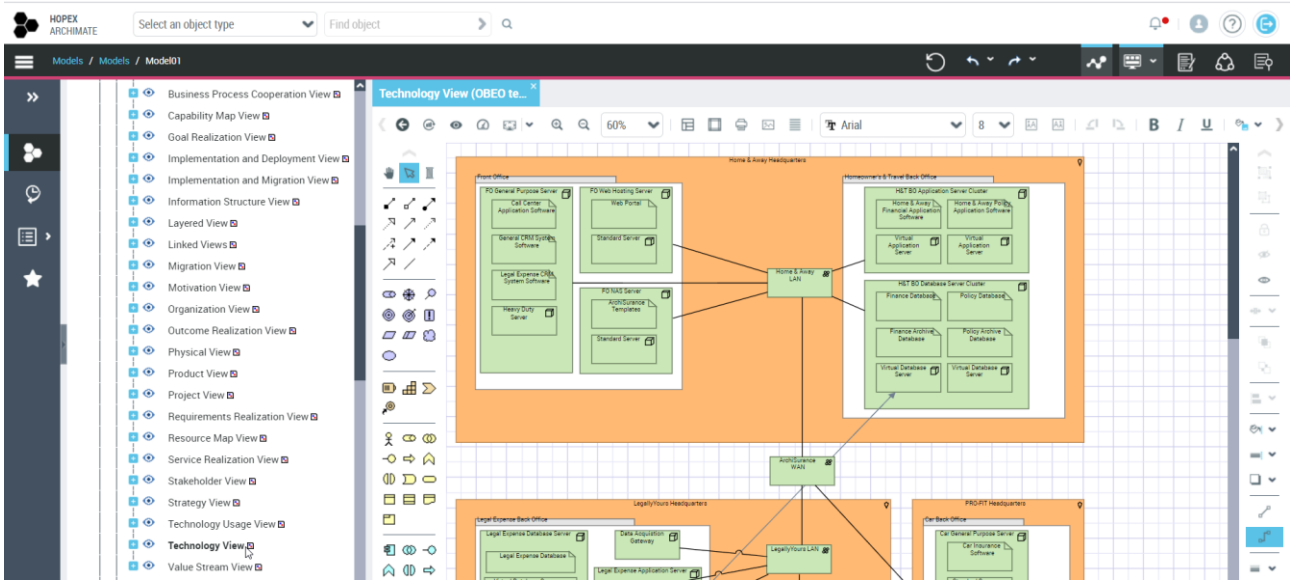 HOPEX
ARCHIMATE
Select an object type
Find object
Models / Models / Model01
Business Process Cooperation View
Capability Map View
Goal Realization View
Implementation and Deployment View
Implementation and Migration View
Information Structure View
Layered View
Linked Views
Migration View
Motivation View
Organization View
Outcome Realization View
Physical View
Product View
Project View
Requirements Realization View
Resource Map View
Service Realization View
Stakeholder View
Strategy View
Technology Usage View
Technology View
Value Stream View
Technology View (OBEO te...
60%
Arial
8
B I U
Home & Away Headquarters
Front Office
FO General Purpose Server
Call Center
Application Software
General CRM System
Software
Legal Expense CRM
System Software
Heavy Duty
Server
FO Web Hosting Server
Web Portal
Standard Server
FO NAS Server
ArchiSurance
Templates
Standard Server
Home & Away
LAN
Homeowner's & Travel Back Office
H&T BO Application Server Cluster
Home & Away
Financial Application
Software
Home & Away Policy
Application Software
Virtual
Application
Server
Virtual
Application
Server
H&T BO Database Server Cluster
Finance Database
Policy Database
Finance Archive
Database
Policy Archive
Database
Virtual Database
Server
Virtual Database
Server
ArchiSurance
WAN
LegallyYours Headquarters
Legal Expense Back Office
Legal Expense Database Server
Legal Expense Database
Data Acquisition
Gateway
Legal Expense Application Server
LegallyYours LAN
PRO-FIT Headquarters
Car Back Office
Car General Purpose Server
Car Insurance
Software